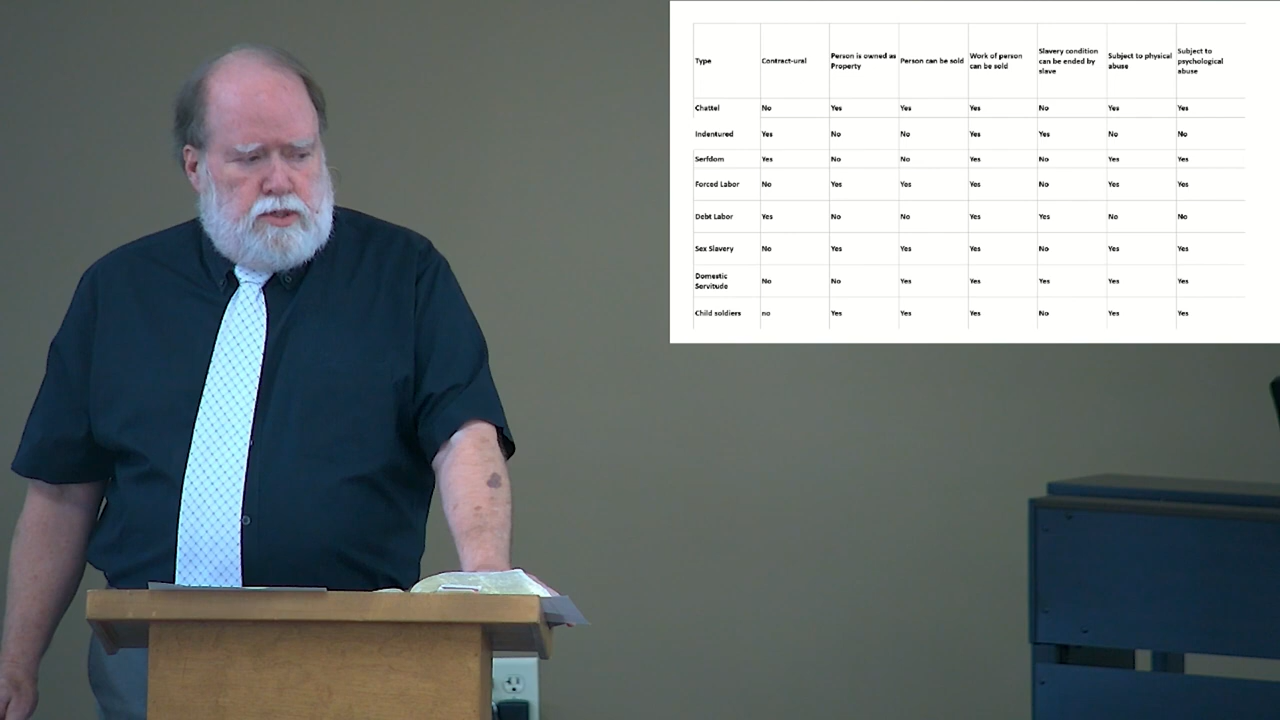 Type Contract-ural Person is owned as Property Person can be sold Work of person can be sold Slavery condition can be ended by slave Subject to physical abuse Subject to psychological abuse
Chattel No Yes Yes Yes No Yes Yes
Indentured Yes No No Yes Yes No No
Serfdom Yes No No Yes No Yes Yes
Forced Labor No Yes Yes Yes No Yes Yes
Debt Labor Yes No No Yes Yes No No
Sex Slavery No Yes Yes Yes No Yes Yes
Domestic Servitude No No Yes Yes Yes Yes Yes
Child soldiers no Yes Yes Yes No Yes Yes